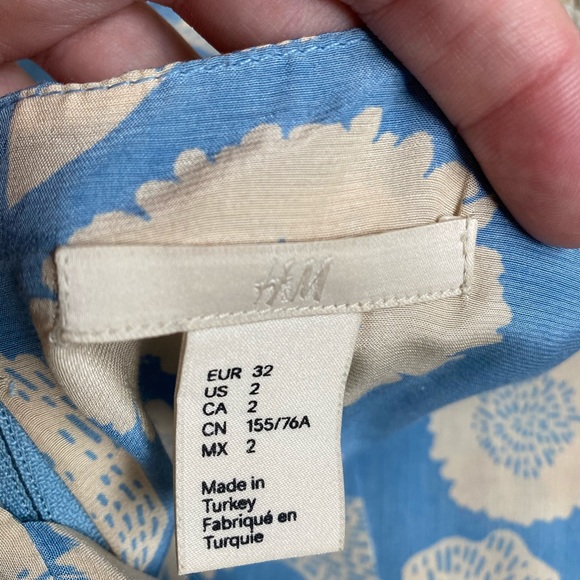 H&M
EUR 32
US 2
CA 2
CN 155/76A
MX 2
Made in
Turkey
Fabriqué en
Turquie